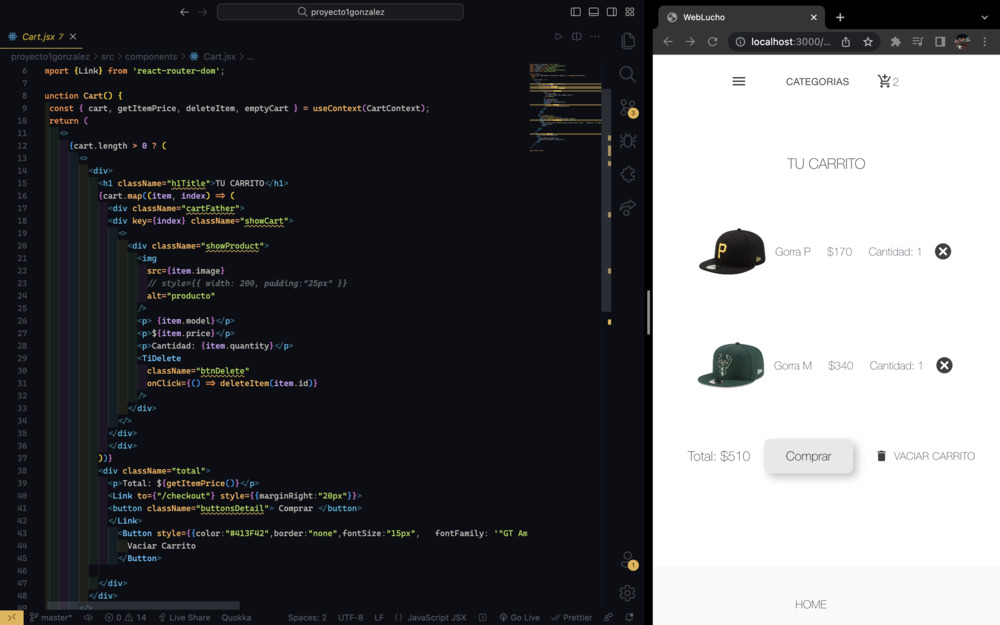 proyecto1gonzalez
Cart.jsx 7
proyecto1gonzalez > src > components > Cart.jsx > ...
6 mport {Link} from 'react-router-dom';
7
8 unction Cart() {
9 const { cart, getItemPrice, deleteItem, emptyCart } = useContext(CartContext);
10 return (
11 <>
12 {cart.length > 0 ? (
13 <>
14 <div>
15 <h1 className="h1Title">TU CARRITO</h1>
16 {cart.map((item, index) => (
17 <div className="cartFather">
18 <div key={index} className="showCart">
19 <>
20 <div className="showProduct">
21 <img
22 src={item.image}
23 // style={{ width: 200, padding:"25px" }}
24 alt="producto"
25 />
26 <p> {item.model}</p>
27 <p>${item.price}</p>
28 <p>Cantidad: {item.quantity}</p>
29 <TiDelete
30 className="btnDelete"
31 onClick={() => deleteItem(item.id)}
32 />
33 </div>
34 </>
35 </div>
36 </div>
37 ))}
38 <div className="total">
39 <p>Total: ${getItemPrice()}</p>
40 <Link to={"/checkout"} style={{marginRight:"20px"}}>
41 <button className="buttonsDetail"> Comprar </button>
42 </Link>
43 <Button style={{color:"#413F42",border:"none",fontSize:"15px", fontFamily: '"GT Am
44 Vaciar Carrito
45 </Button>
46
47 </div>
48 </div>
49 </>
3
1
master* 0 14 Live Share Quokka Spaces: 2 UTF-8 LF {} JavaScript JSX Go Live Prettier
WebLucho
localhost:3000/...
CATEGORIAS 2
TU CARRITO
P
Gorra P $170 Cantidad: 1
Gorra M $340 Cantidad: 1
Total: $510 Comprar VACIAR CARRITO
HOME